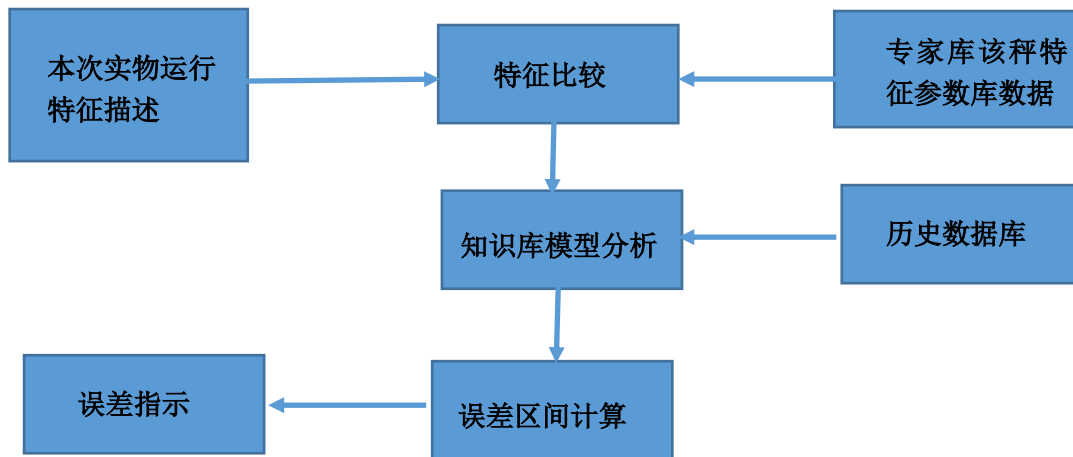 本次实物运行
特征描述
特征比较
专家库该秤特
征参数库数据
知识库模型分析
历史数据库
误差指示
误差区间计算